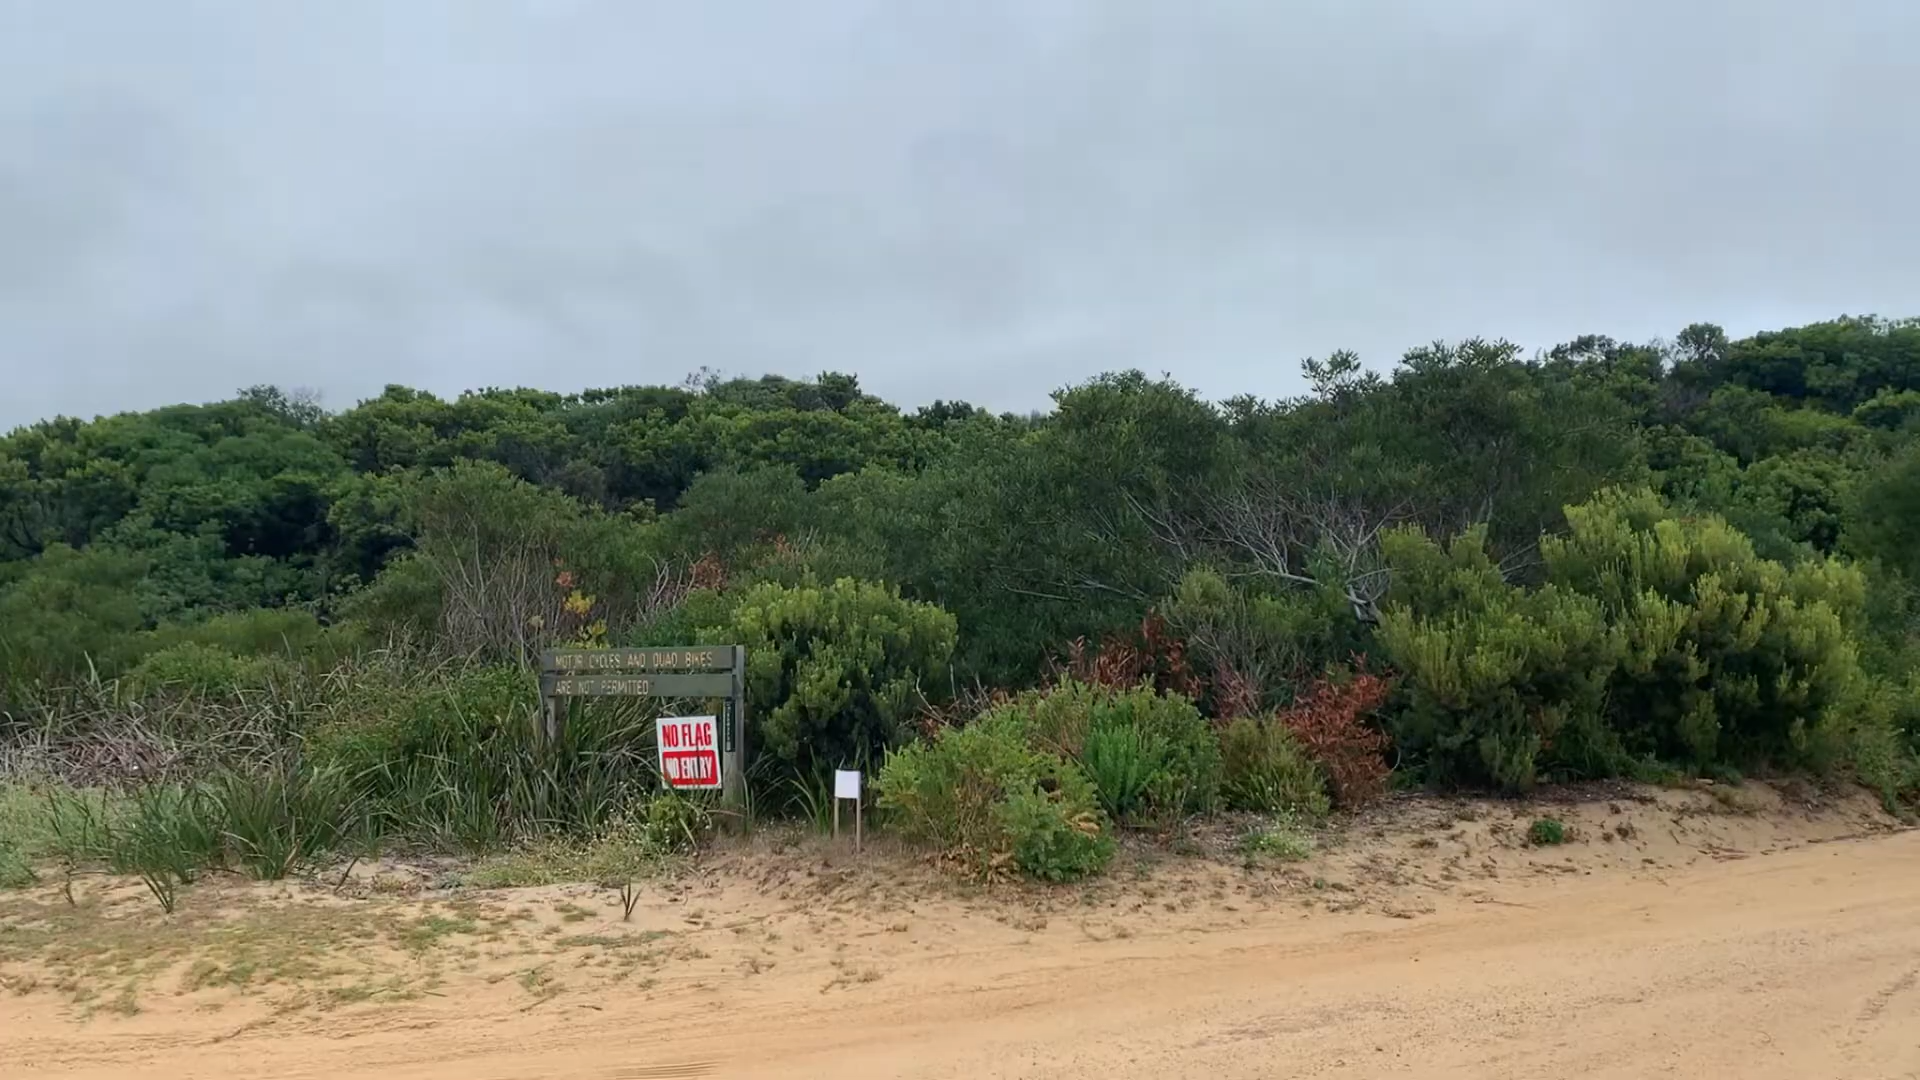 MOTOR CYCLES AND QUAD BIKES
ARE NOT PERMITTED
NO FLAG
NO ENTRY